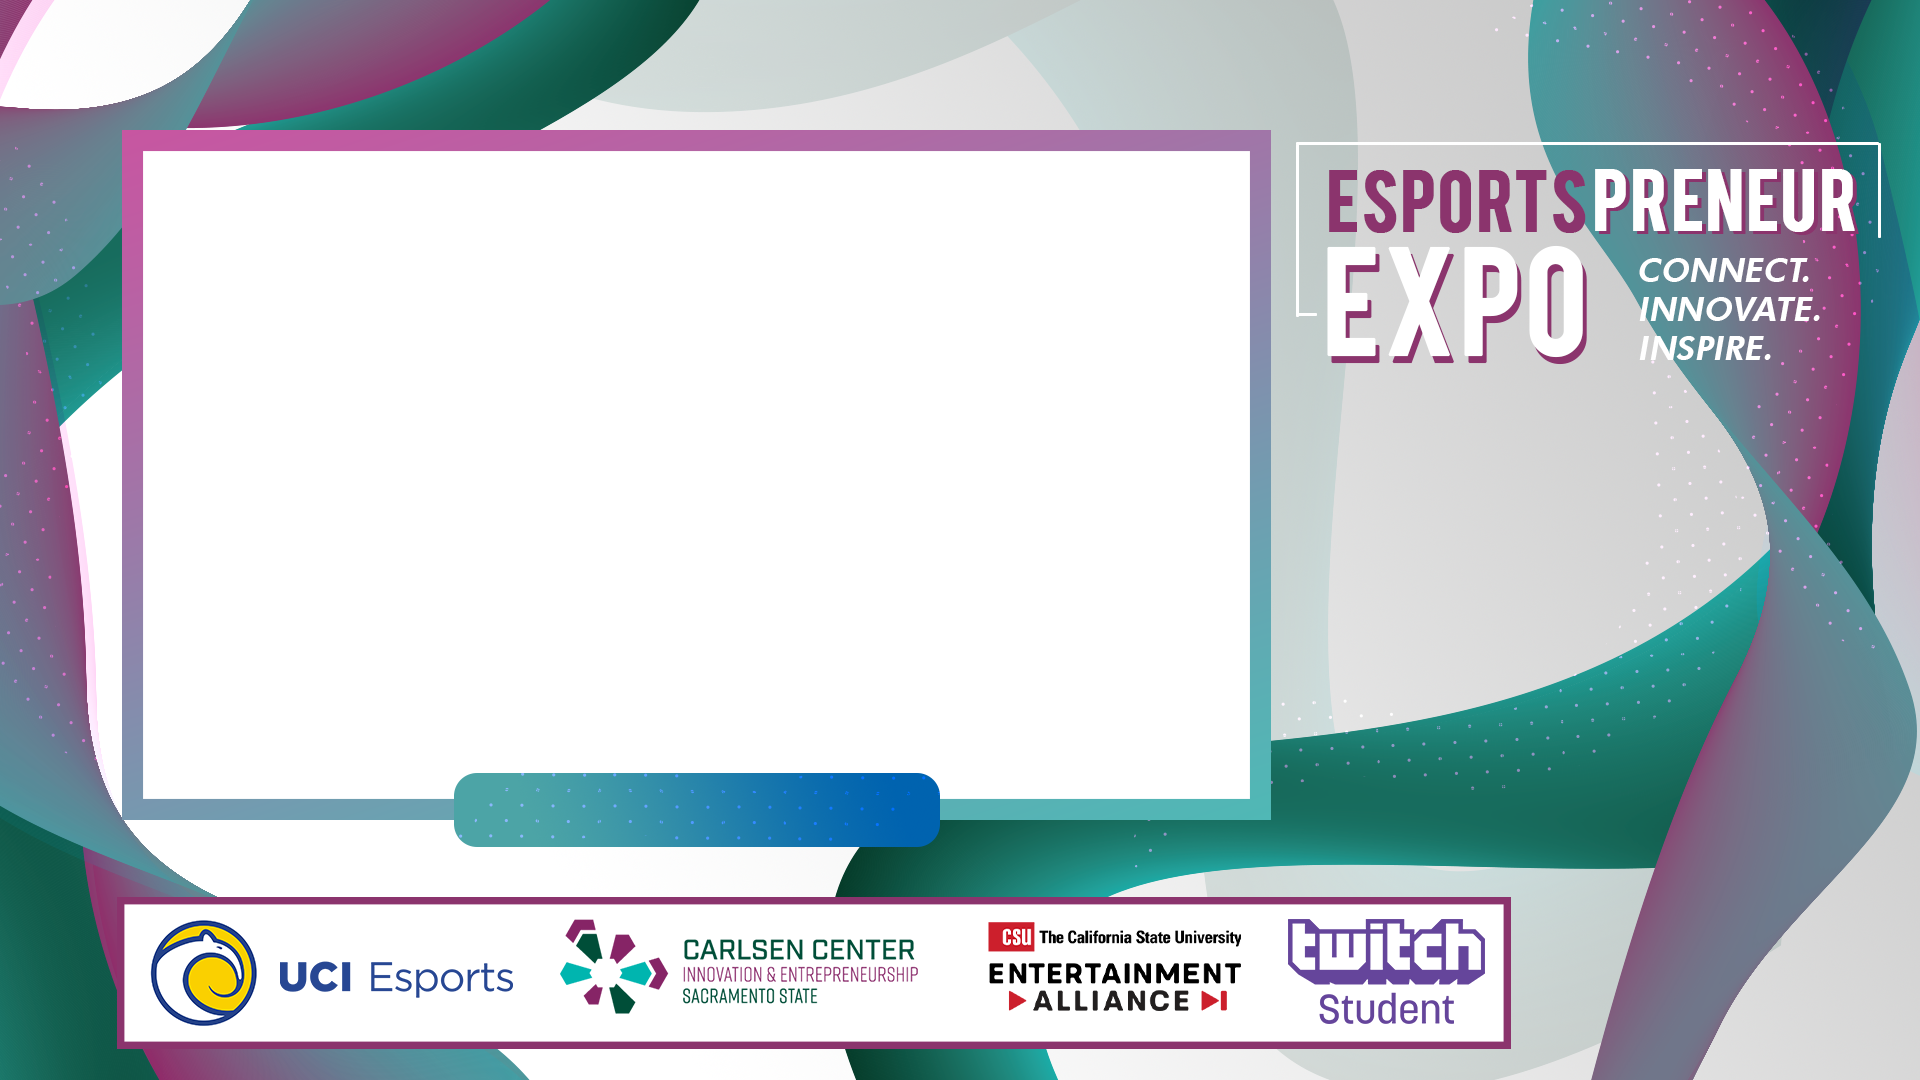 ESPORTSPRENEUR
EXPO
CONNECT.
INNOVATE.
INSPIRE.
UCI Esports
CARLSEN CENTER
INNOVATION & ENTREPRENEURSHIP
SACRAMENTO STATE
CSU The California State University
ENTERTAINMENT
ALLIANCE
twitch
Student